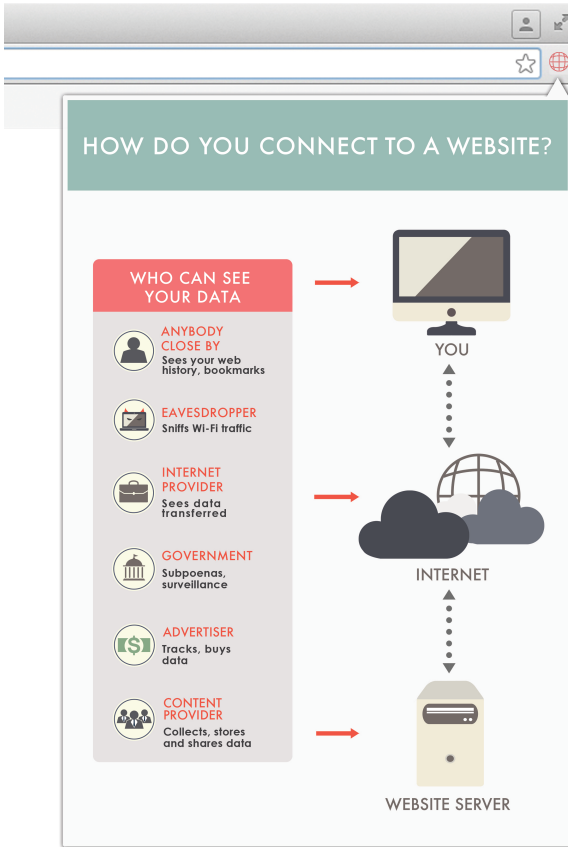 HOW DO YOU CONNECT TO A WEBSITE?
WHO CAN SEE
YOUR DATA
ANYBODY
CLOSE BY
Sees your web
history, bookmarks
EAVESDROPPER
Sniffs Wi-Fi traffic
INTERNET
PROVIDER
Sees data
transferred
GOVERNMENT
Subpoenas,
surveillance
ADVERTISER
Tracks, buys
data
CONTENT
PROVIDER
Collects, stores
and shares data
YOU
INTERNET
WEBSITE SERVER